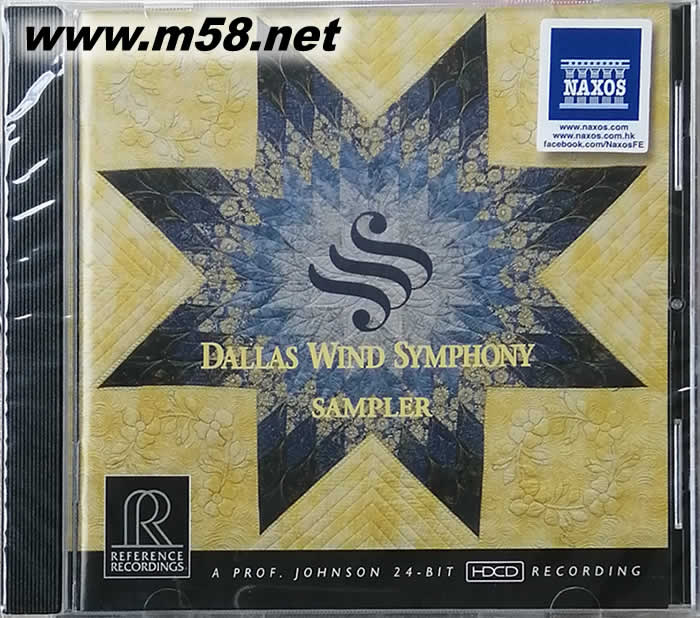 www.m58.net
NAXOS
www.naxos.com
www.naxos.com.hk
facebook.com/NaxosFE
DALLAS WIND SYMPHONY
SAMPLER
R
REFERENCE
RECORDINGS
A PROF. JOHNSON 24-BIT HDCD RECORDING